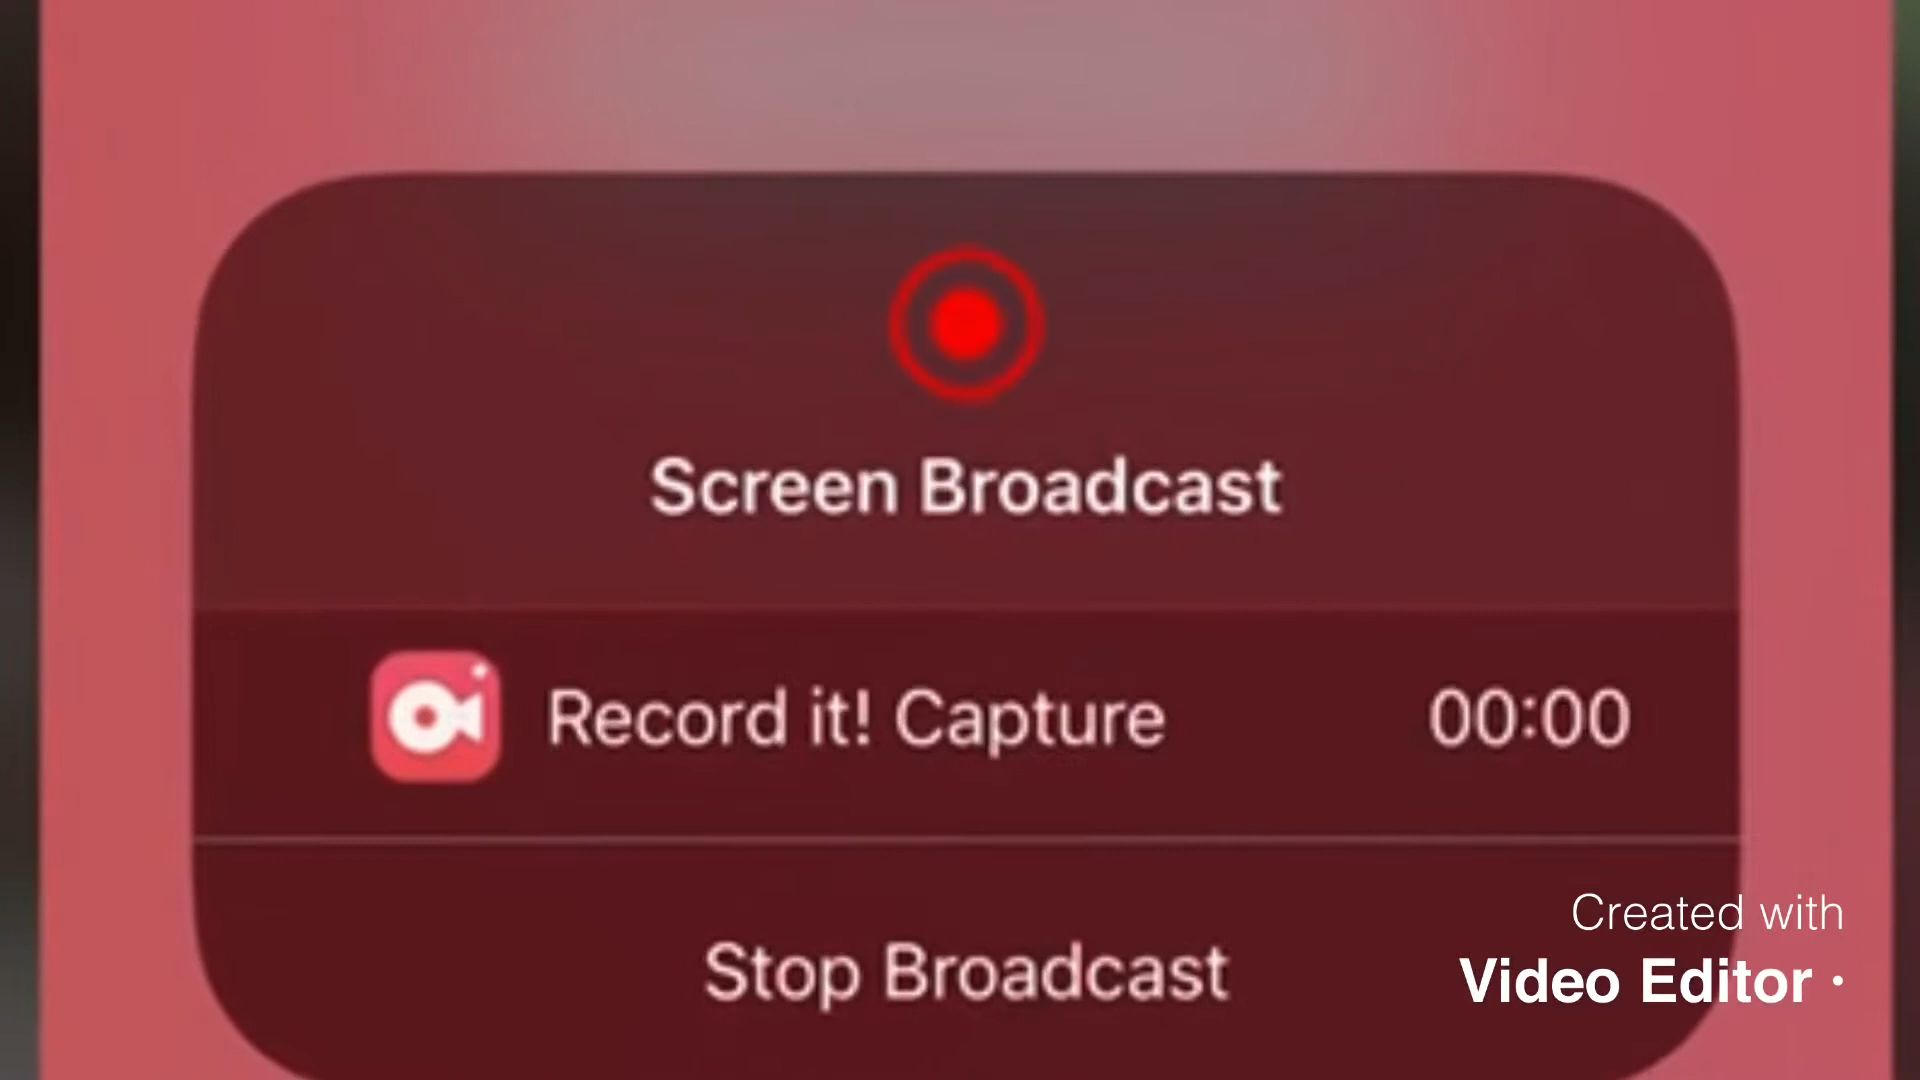 Screen Broadcast
Record it! Capture 00:00
Stop Broadcast
Created with
Video Editor ·